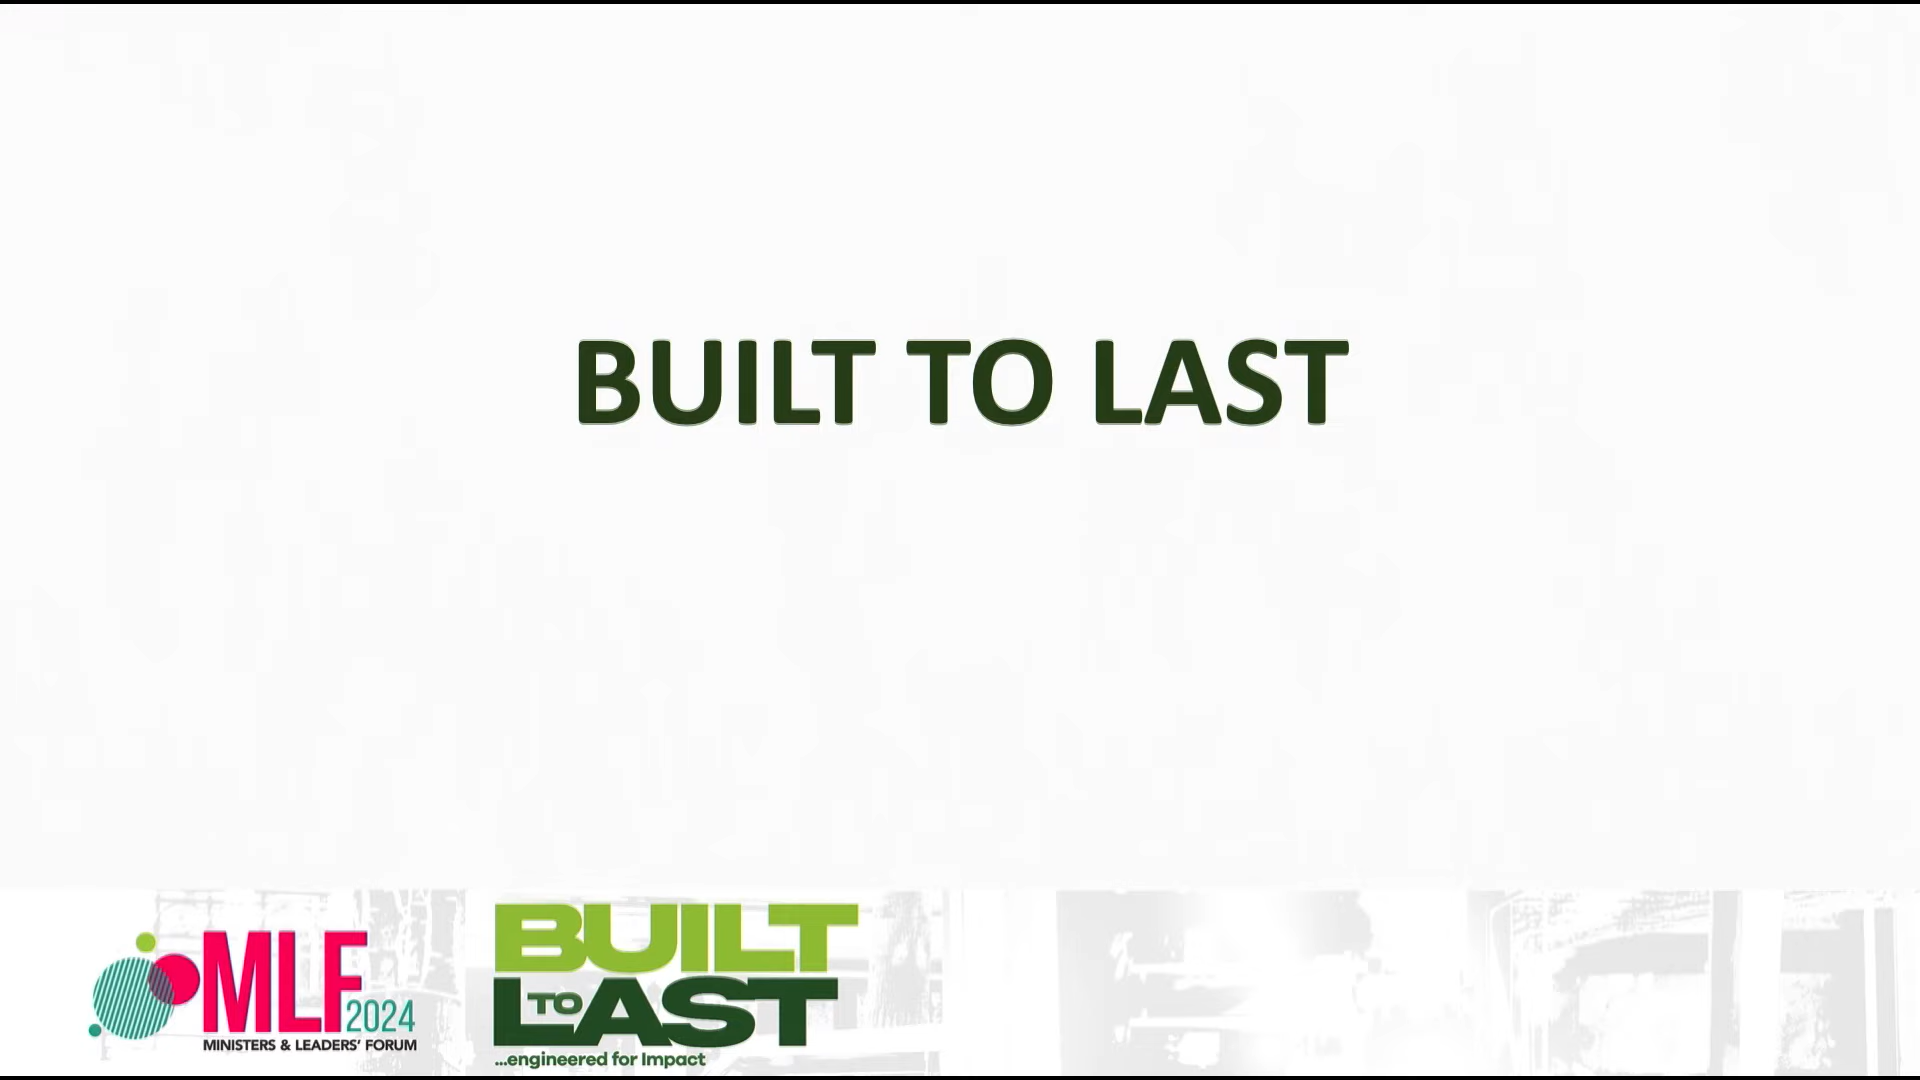 BUILT TO LAST
MLF 2024
MINISTERS & LEADERS' FORUM
BUILT
TO LAST
...engineered for Impact